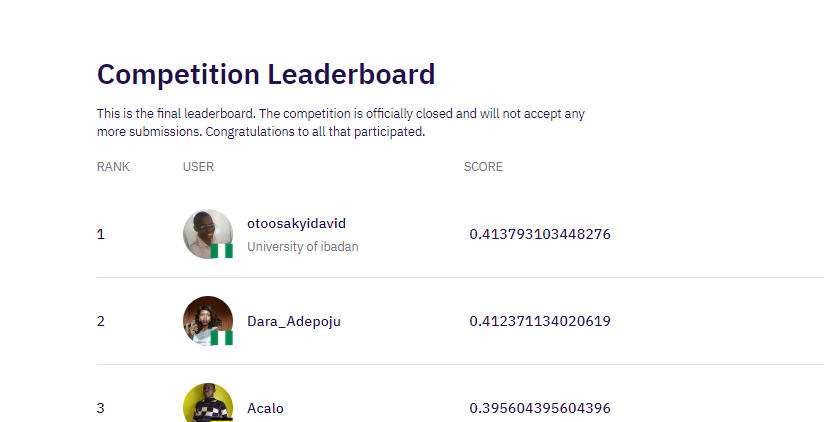 Competition Leaderboard
This is the final leaderboard. The competition is officially closed and will not accept any
more submissions. Congratulations to all that participated.
RANK USER SCORE
1 otoosakyidavid 0.413793103448276
University of ibadan
2 Dara_Adepoju 0.412371134020619
3 Acalo 0.395604395604396